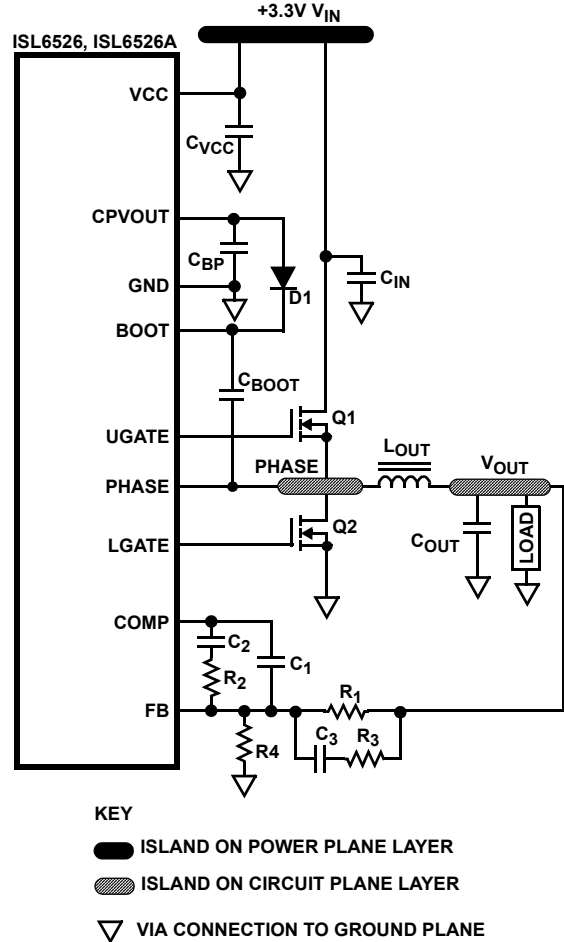 +3.3V VIN
ISL6526, ISL6526A
VCC
CVCC
CPVOUT
CBP
GND
D1
CIN
BOOT
CBOOT
Q1
UGATE
LOUT
PHASE
VOUT
PHASE
Q2
COUT
LOAD
LGATE
COMP
C2
C1
R2
R1
FB
C3
R3
R4
KEY
ISLAND ON POWER PLANE LAYER
ISLAND ON CIRCUIT PLANE LAYER
VIA CONNECTION TO GROUND PLANE